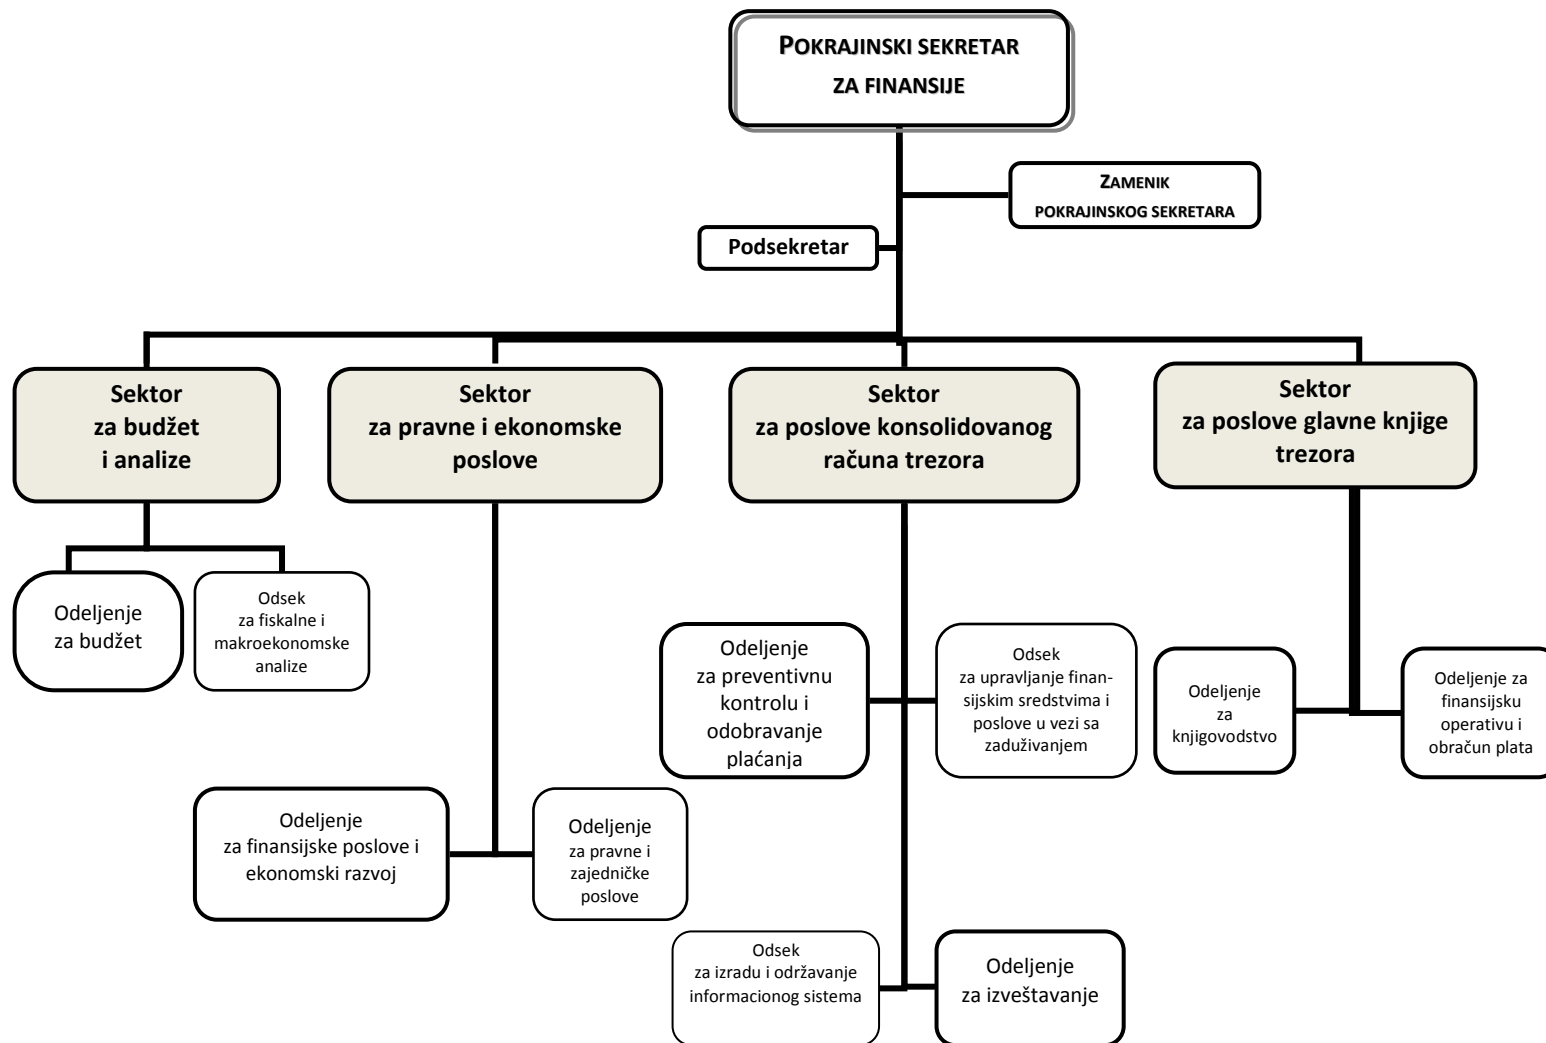 POKRAJINSKI SEKRETAR
ZA FINANSIJE
ZAMENIK
POKRAJINSKOG SEKRETARA
Podsekretar
Sektor
za budžet
i analize
Sektor
za pravne i ekonomske
poslove
Sektor
za poslove konsolidovanog
računa trezora
Sektor
za poslove glavne knjige
trezora
Odeljenje
za budžet
Odsek
za fiskalne i
makroekonomske
analize
Odeljenje
za preventivnu
kontrolu i
odobravanje
plaćanja
Odsek
za upravljanje finan-
sijskim sredstvima i
poslove u vezi sa
zaduživanjem
Odeljenje
za
knjigovodstvo
Odeljenje za
finansijsku
operativu i
obračun plata
Odeljenje
za finansijske poslove i
ekonomski razvoj
Odeljenje
za pravne i
zajedničke
poslove
Odsek
za izradu i održavanje
informacionog sistema
Odeljenje
za izveštavanje